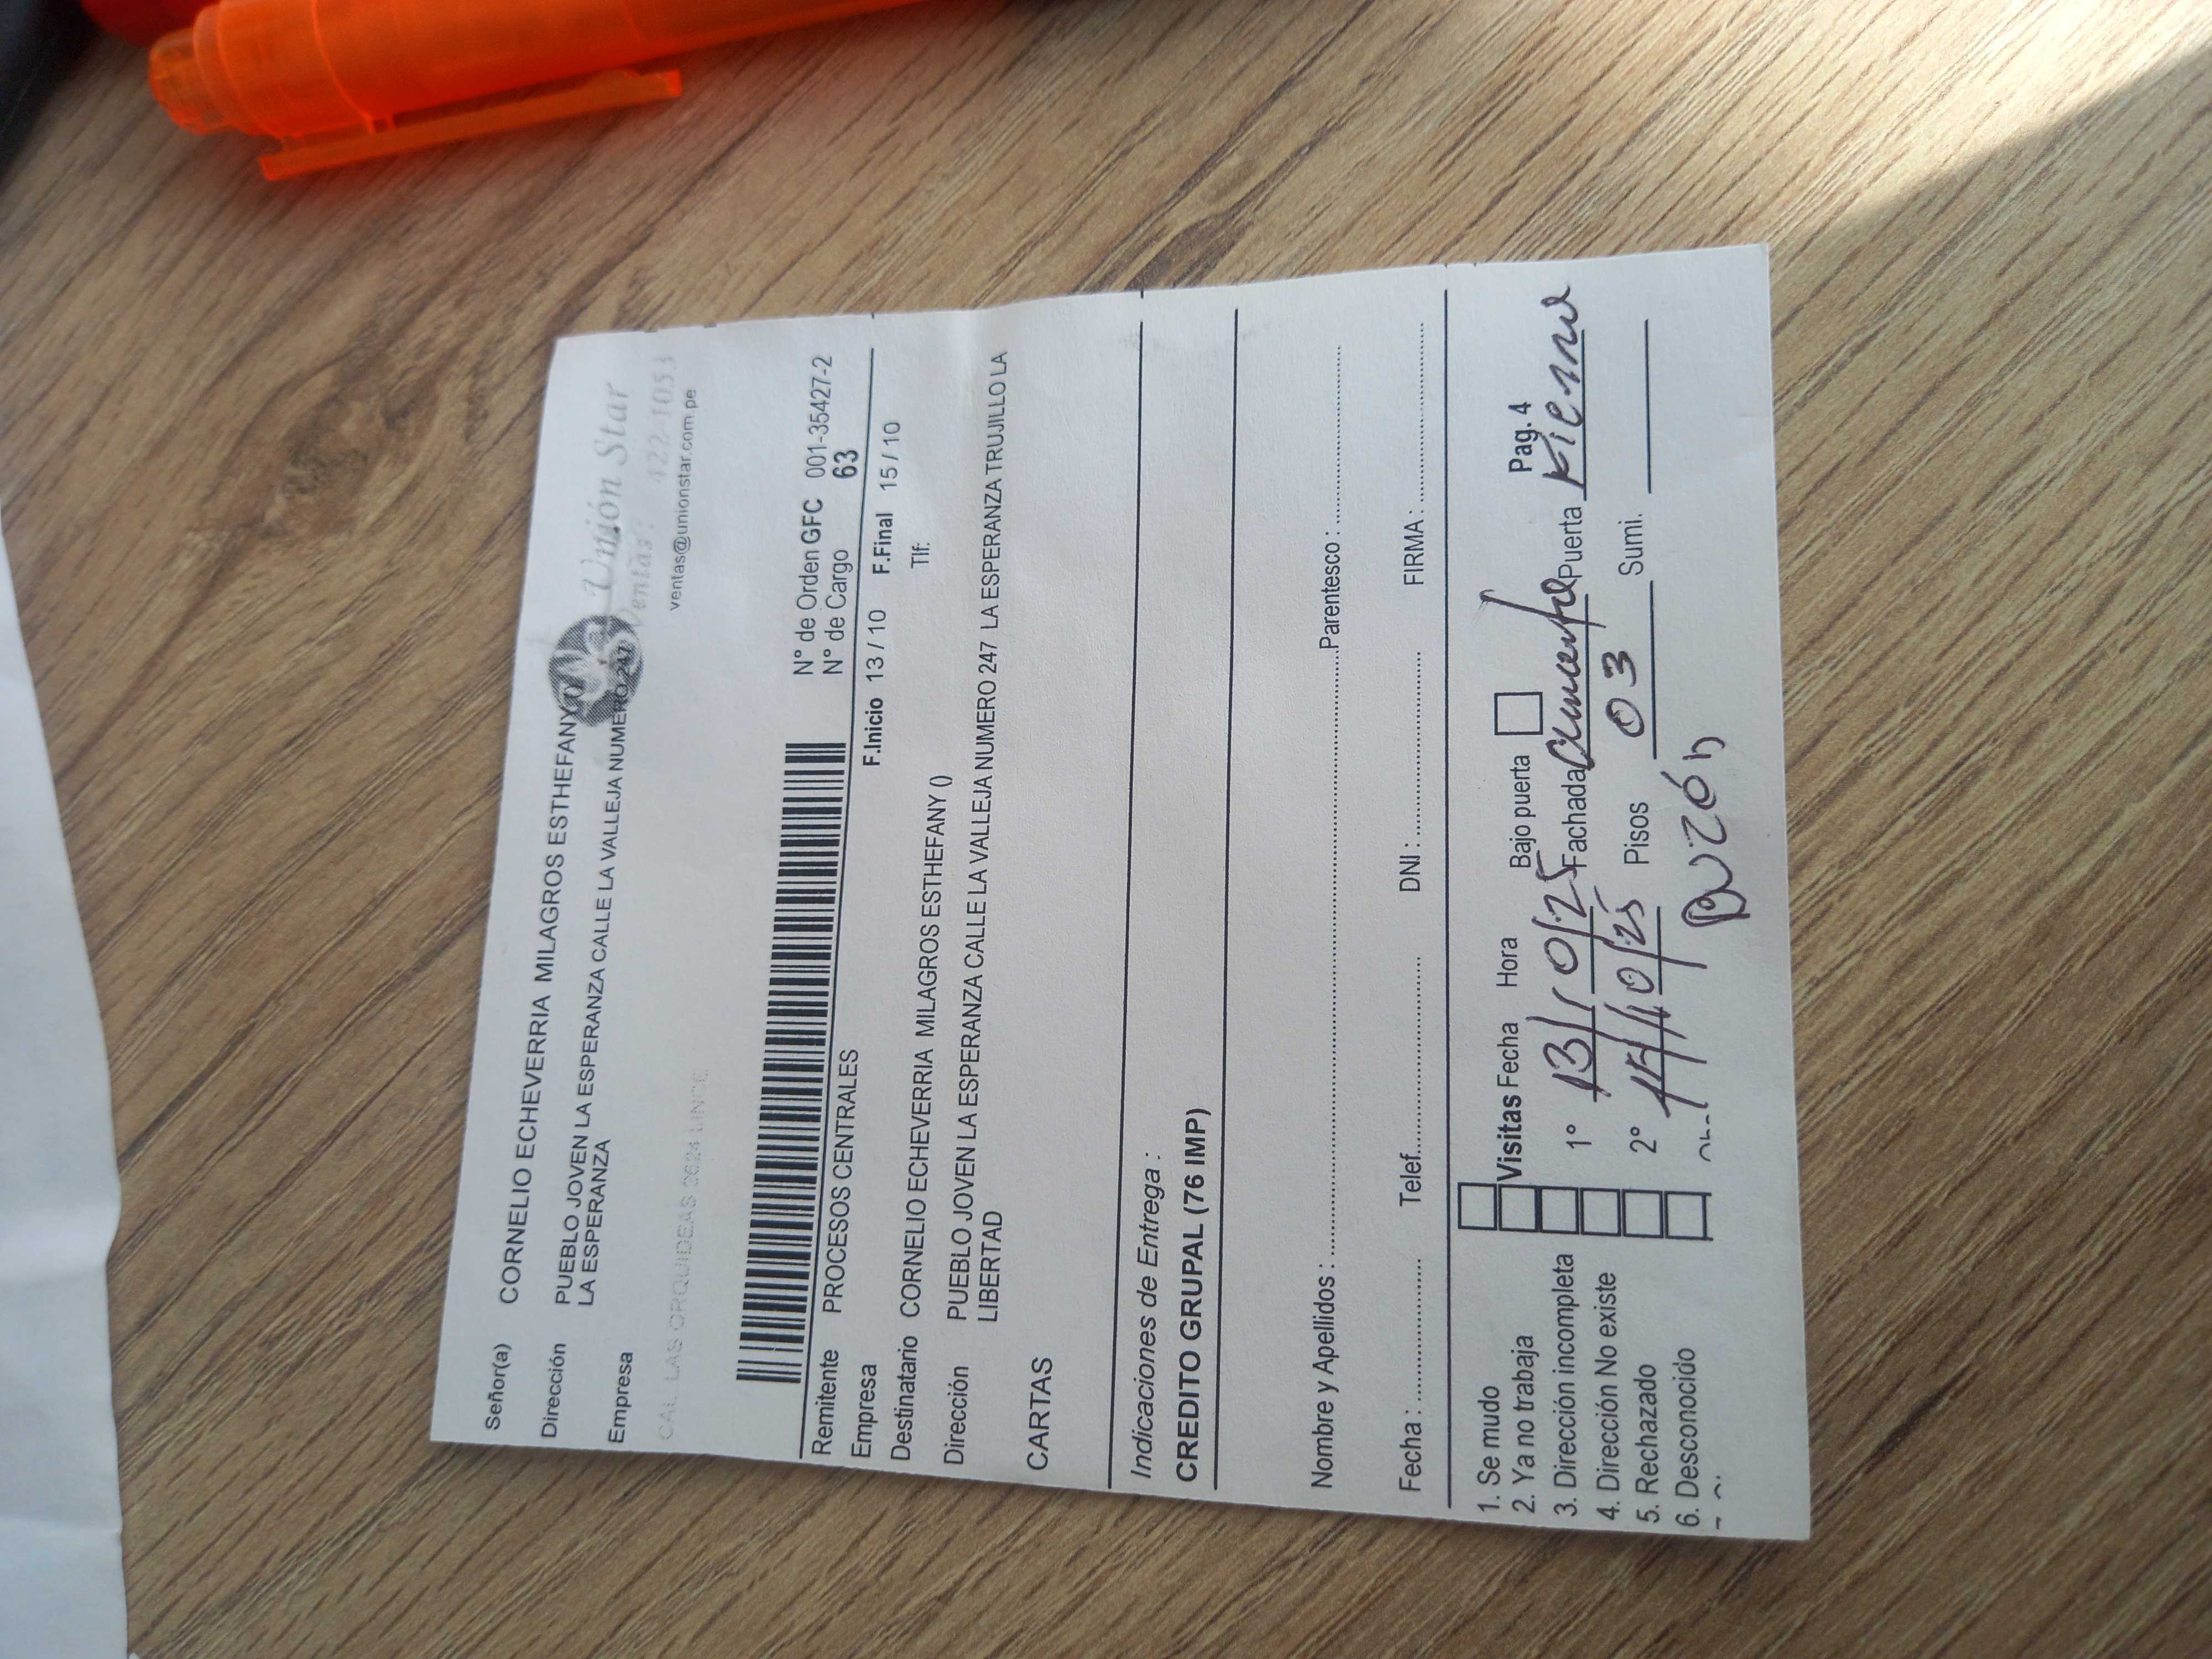 Señor(a) CORNELIO ECHEVERRIA MILAGROS ESTHEFANY
Unión Star
Dirección PUEBLO JOVEN LA ESPERANZA CALLE LA VALLEJA NUMERO 247
LA ESPERANZA
Ventas: 422-1053
Empresa
ventas@unionstar.com.pe
CAL. LAS ORQUIDEAS 2624 LINCE
N° de Orden GFC 001-35427-2
N° de Cargo 63
Remitente PROCESOS CENTRALES
F.Inicio 13 / 10 F.Final 15 / 10
Empresa
Destinatario CORNELIO ECHEVERRIA MILAGROS ESTHEFANY () Tlf:
Dirección PUEBLO JOVEN LA ESPERANZA CALLE LA VALLEJA NUMERO 247 LA ESPERANZA TRUJILLO LA
LIBERTAD
CARTAS
Indicaciones de Entrega :
CREDITO GRUPAL (76 IMP)
Nombre y Apellidos : Parentesco :
Fecha : Telef. DNI : FIRMA :
1. Se mudo
2. Ya no trabaja Visitas Fecha Hora Bajo puerta Pag. 4
3. Dirección incompleta 1° 13/10/25 Fachada Puerta Fierro
4. Dirección No existe
5. Rechazado 2° 14/10/25 Pisos 03 Sumi.
6. Desconocido
Buzón